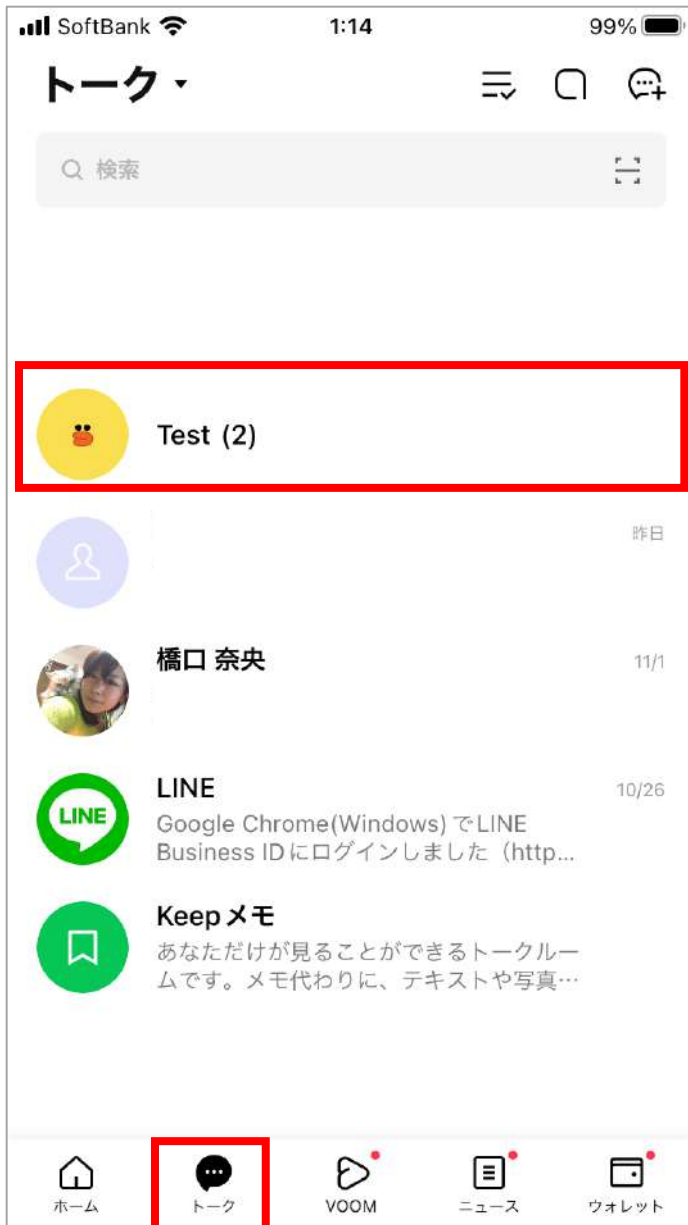 SoftBank 1:14 99%
トーク
検索
Test (2)
昨日
橋口 奈央 11/1
LINE 10/26
LINE
Google Chrome(Windows) でLINE
Business IDにログインしました（http...
Keepメモ
あなただけが見ることができるトークルー
ムです。メモ代わりに、テキストや写真…
ホーム トーク VOOM ニュース ウォレット